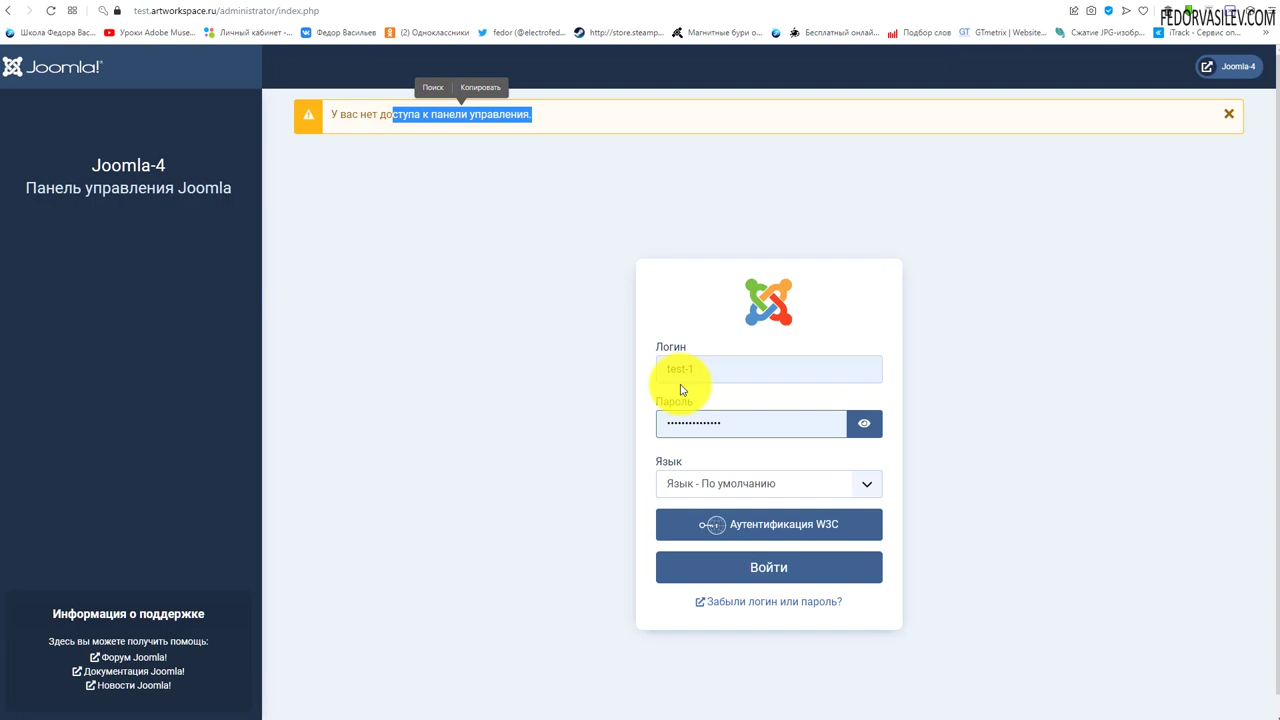 test.artworkspace.ru/administrator/index.php
FEDORVASILEV.COM
Школа Федора Вас...
Уроки Adobe Muse...
Личный кабинет -...
Федор Васильев
(2) Одноклассники
fedor (@electrofed...
http://store.steamp...
Магнитные бури о...
Бесплатный онлай...
Подбор слов
GTmetrix | Website...
Сжатие JPG-изобр...
iTrack - Сервис оп...
Joomla!
Joomla-4
Поиск
Копировать
У вас нет доступа к панели управления.
Joomla-4
Панель управления Joomla
Логин
test-1
Пароль
Язык
Язык - По умолчанию
Аутентификация W3C
Войти
Забыли логин или пароль?
Информация о поддержке
Здесь вы можете получить помощь:
Форум Joomla!
Документация Joomla!
Новости Joomla!